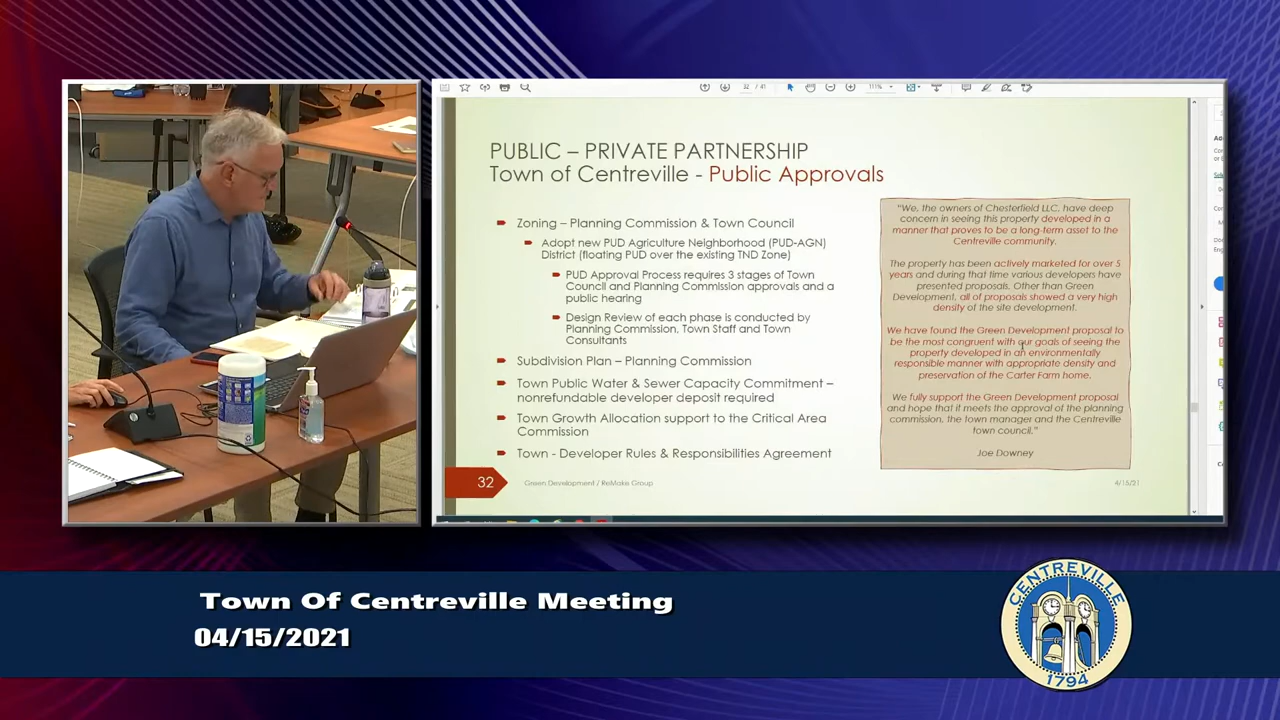 32 / 41
111%
PUBLIC – PRIVATE PARTNERSHIP
Town of Centreville - Public Approvals
Zoning – Planning Commission & Town Council
Adopt new PUD Agriculture Neighborhood (PUD-AGN)
District (floating PUD over the existing TND Zone)
PUD Approval Process requires 3 stages of Town
Council and Planning Commission approvals and a
public hearing
Design Review of each phase is conducted by
Planning Commission, Town Staff and Town
Consultants
Subdivision Plan – Planning Commission
Town Public Water & Sewer Capacity Commitment –
nonrefundable developer deposit required
Town Growth Allocation support to the Critical Area
Commission
Town - Developer Rules & Responsibilities Agreement
"We, the owners of Chesterfield LLC, have deep
concern in seeing this property developed in a
manner that proves to be a long-term asset to the
Centreville community.
The property has been actively marketed for over 5
years and during that time various developers have
presented proposals. Other than Green
Development, all of proposals showed a very high
density of the site development.
We have found the Green Development proposal to
be the most congruent with our goals of seeing the
property developed in an environmentally
responsible manner with appropriate density and
preservation of the Carter Farm home.
We fully support the Green Development proposal
and hope that it meets the approval of the planning
commission, the town manager and the Centreville
town council."
Joe Downey
32
Green Development / ReMake Group
4/15/21
Town Of Centreville Meeting
04/15/2021
CENTREVILLE
1794